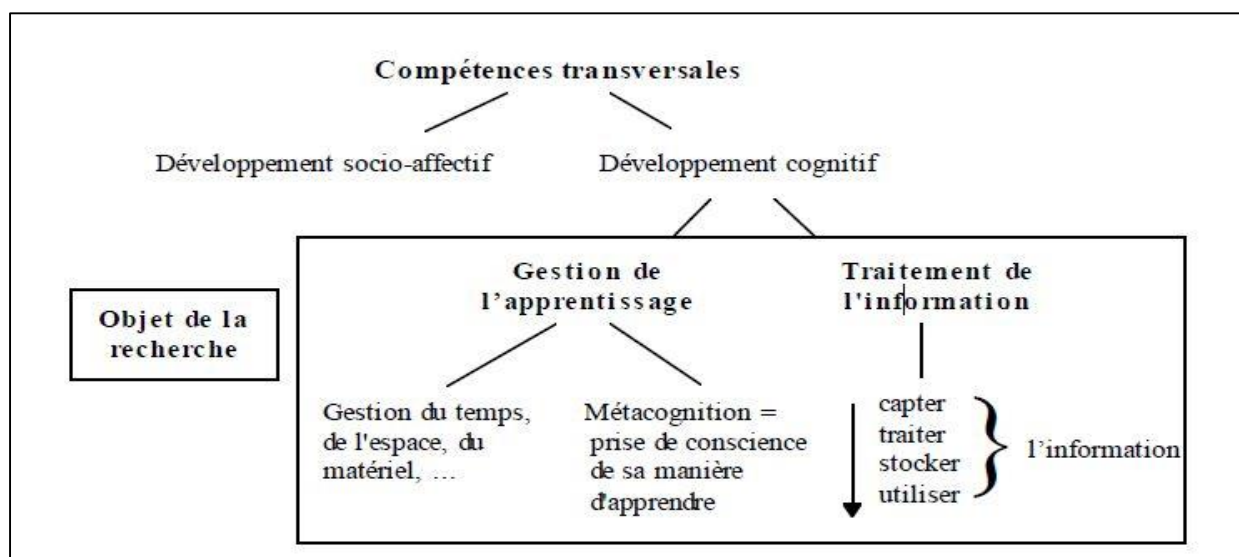 Compétences transversales
Développement socio-affectif
Développement cognitif
Objet de la
recherche
Gestion de
l’apprentissage
Traitement de
l'information
Gestion du temps,
de l'espace, du
matériel, …
Métacognition =
prise de conscience
de sa manière
d'apprendre
capter
traiter
stocker
utiliser
l’information